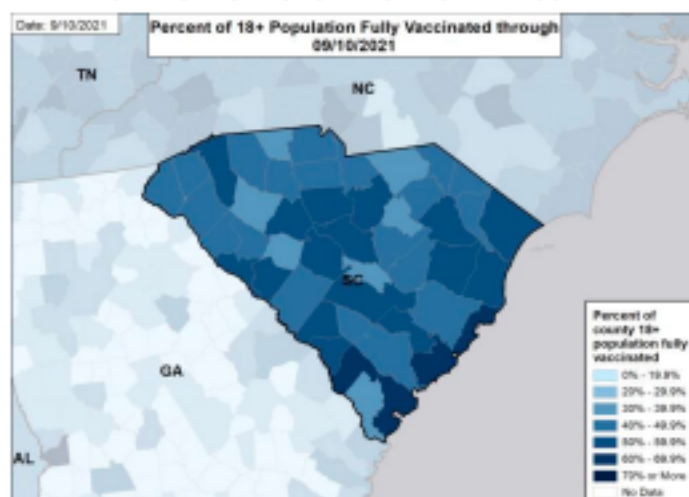 Date: 9/10/2021
Percent of 18+ Population Fully Vaccinated through
09/10/2021
TN
NC
SC
GA
AL
Percent of
county 18+
population fully
vaccinated
0% - 19.9%
20% - 29.9%
30% - 39.9%
40% - 49.9%
50% - 59.9%
60% - 69.9%
70% or More
No Data